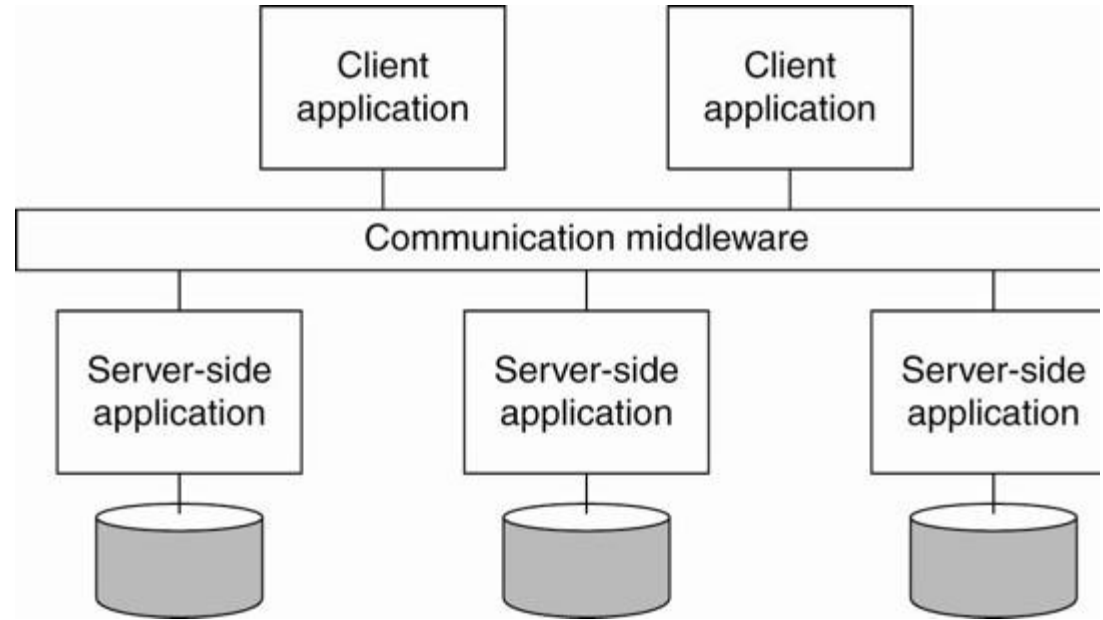 Client
application
Client
application
Communication middleware
Server-side
application
Server-side
application
Server-side
application